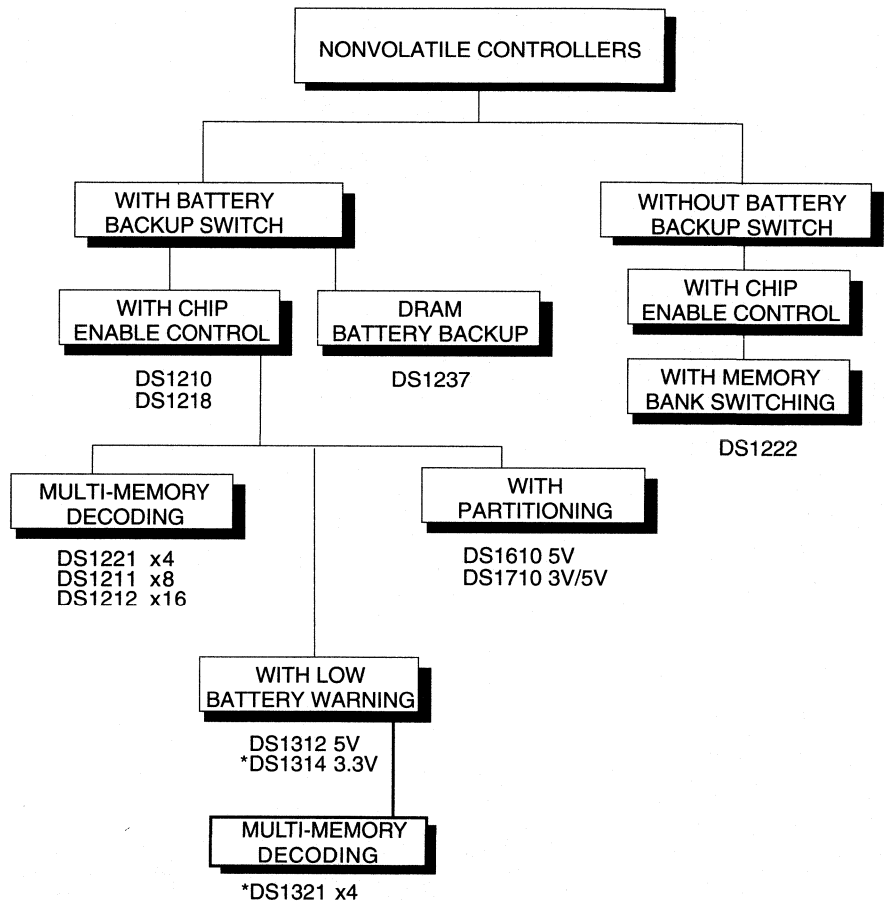 NONVOLATILE CONTROLLERS
WITH BATTERY
BACKUP SWITCH
WITHOUT BATTERY
BACKUP SWITCH
WITH CHIP
ENABLE CONTROL
DS1210
DS1218
DRAM
BATTERY BACKUP
DS1237
WITH CHIP
ENABLE CONTROL
WITH MEMORY
BANK SWITCHING
DS1222
MULTI-MEMORY
DECODING
DS1221 x4
DS1211 x8
DS1212 x16
WITH
PARTITIONING
DS1610 5V
DS1710 3V/5V
WITH LOW
BATTERY WARNING
DS1312 5V
*DS1314 3.3V
MULTI-MEMORY
DECODING
*DS1321 x4